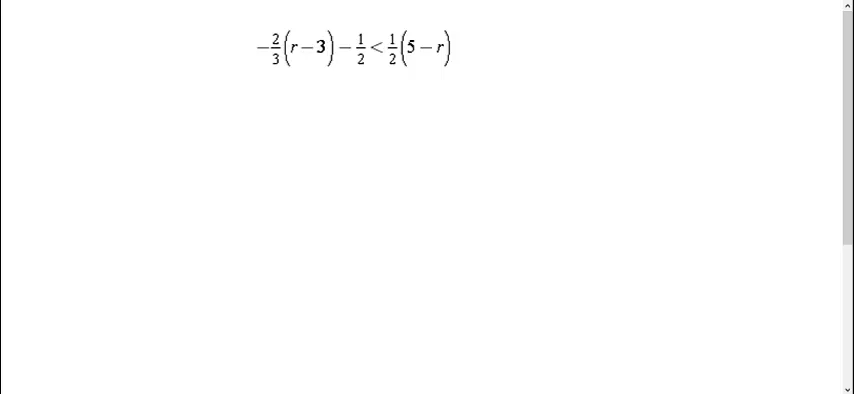 −2/3(r − 3) − 1/2 < 1/2(5 − r)